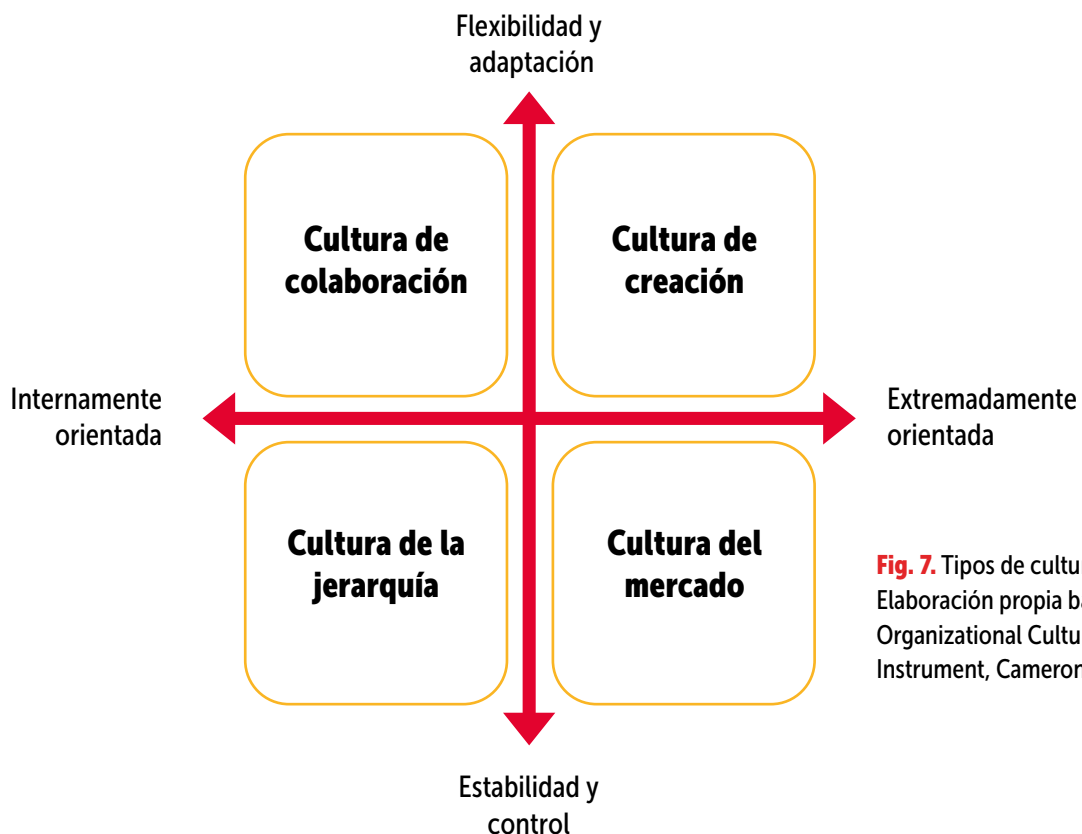 Flexibilidad y
adaptación
Cultura de
colaboración
Cultura de
creación
Internamente
orientada
Extremadamente
orientada
Cultura de la
jerarquía
Cultura del
mercado
Fig. 7. Tipos de cultu
Elaboración propia ba
Organizational Cultu
Instrument, Cameron
Estabilidad y
control